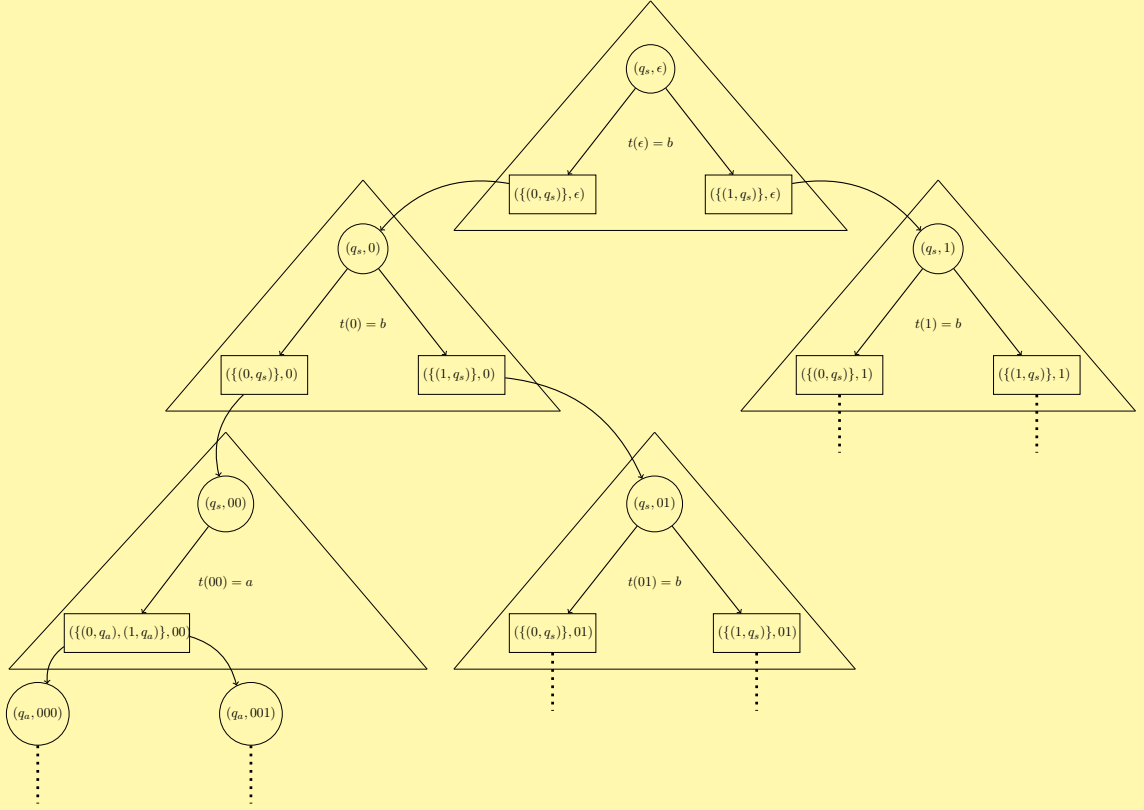 (q_s, ϵ)
t(ϵ) = b
({(0, q_s)}, ϵ)
({(1, q_s)}, ϵ)
(q_s, 0)
(q_s, 1)
t(0) = b
t(1) = b
({(0, q_s)}, 0)
({(1, q_s)}, 0)
({(0, q_s)}, 1)
({(1, q_s)}, 1)
(q_s, 00)
(q_s, 01)
t(00) = a
t(01) = b
({(0, q_a), (1, q_a)}, 00)
({(0, q_s)}, 01)
({(1, q_s)}, 01)
(q_a, 000)
(q_a, 001)